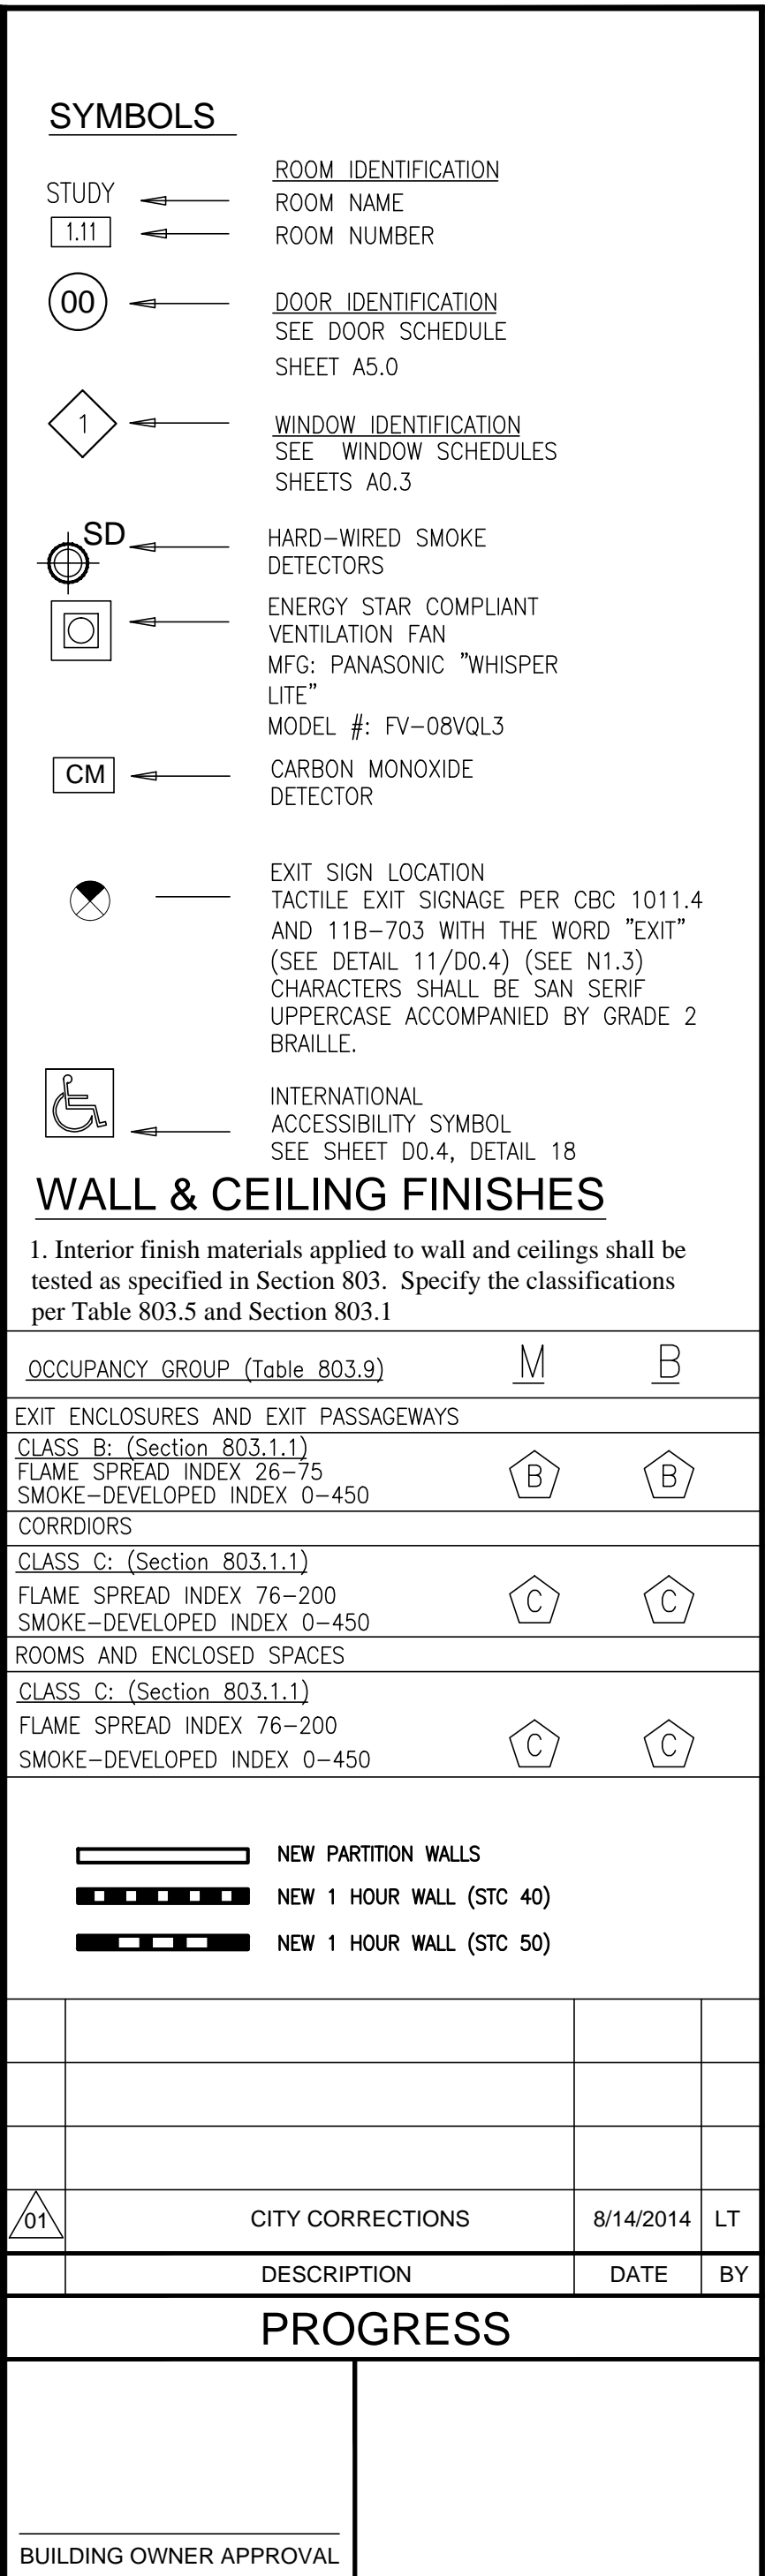 SYMBOLS
ROOM IDENTIFICATION
STUDY ROOM NAME
1.11 ROOM NUMBER
00 DOOR IDENTIFICATION
SEE DOOR SCHEDULE
SHEET A5.0
1 WINDOW IDENTIFICATION
SEE WINDOW SCHEDULES
SHEETS A0.3
SD HARD-WIRED SMOKE
DETECTORS
ENERGY STAR COMPLIANT
VENTILATION FAN
MFG: PANASONIC "WHISPER
LITE"
MODEL #: FV-08VQL3
CM CARBON MONOXIDE
DETECTOR
EXIT SIGN LOCATION
TACTILE EXIT SIGNAGE PER CBC 1011.4
AND 11B-703 WITH THE WORD "EXIT"
(SEE DETAIL 11/D0.4) (SEE N1.3)
CHARACTERS SHALL BE SAN SERIF
UPPERCASE ACCOMPANIED BY GRADE 2
BRAILLE.
INTERNATIONAL
ACCESSIBILITY SYMBOL
SEE SHEET D0.4, DETAIL 18
WALL & CEILING FINISHES
1. Interior finish materials applied to wall and ceilings shall be
tested as specified in Section 803. Specify the classifications
per Table 803.5 and Section 803.1
OCCUPANCY GROUP (Table 803.9) M B
EXIT ENCLOSURES AND EXIT PASSAGEWAYS
CLASS B: (Section 803.1.1)
FLAME SPREAD INDEX 26-75 B B
SMOKE-DEVELOPED INDEX 0-450
CORRDIORS
CLASS C: (Section 803.1.1)
FLAME SPREAD INDEX 76-200 C C
SMOKE-DEVELOPED INDEX 0-450
ROOMS AND ENCLOSED SPACES
CLASS C: (Section 803.1.1)
FLAME SPREAD INDEX 76-200 C C
SMOKE-DEVELOPED INDEX 0-450
NEW PARTITION WALLS
NEW 1 HOUR WALL (STC 40)
NEW 1 HOUR WALL (STC 50)
01 CITY CORRECTIONS 8/14/2014 LT
DESCRIPTION DATE BY
PROGRESS
BUILDING OWNER APPROVAL